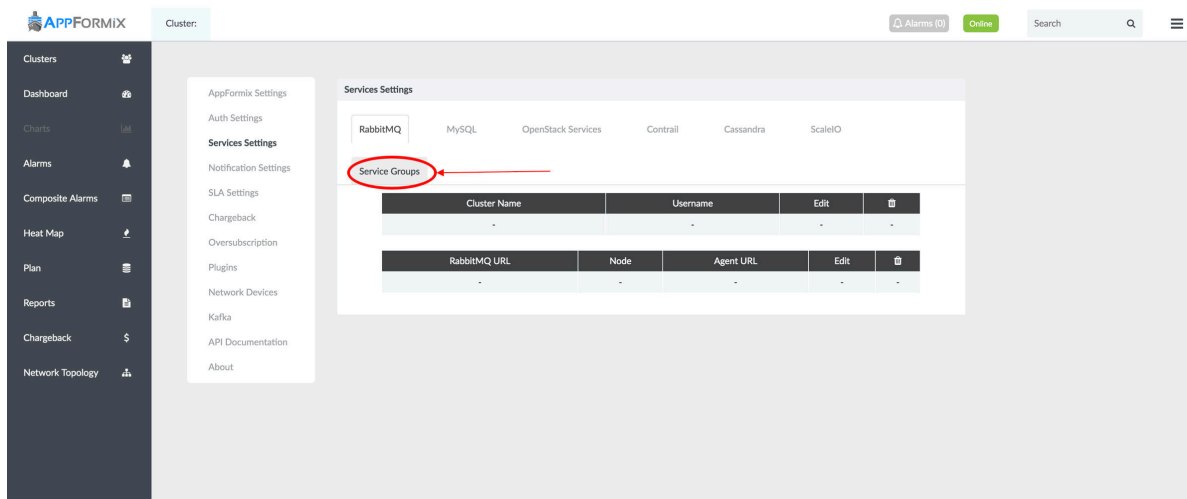 APPFORMIX
Cluster:
Alarms (0)
Online
Search
Clusters
Dashboard
Charts
Alarms
Composite Alarms
Heat Map
Plan
Reports
Chargeback
Network Topology
AppFormix Settings
Auth Settings
Services Settings
Notification Settings
SLA Settings
Chargeback
Oversubscription
Plugins
Network Devices
Kafka
API Documentation
About
Services Settings
RabbitMQ MySQL OpenStack Services Contrail Cassandra ScaleIO
Service Groups
Cluster Name Username Edit
- - - -
RabbitMQ URL Node Agent URL Edit
- - - - -